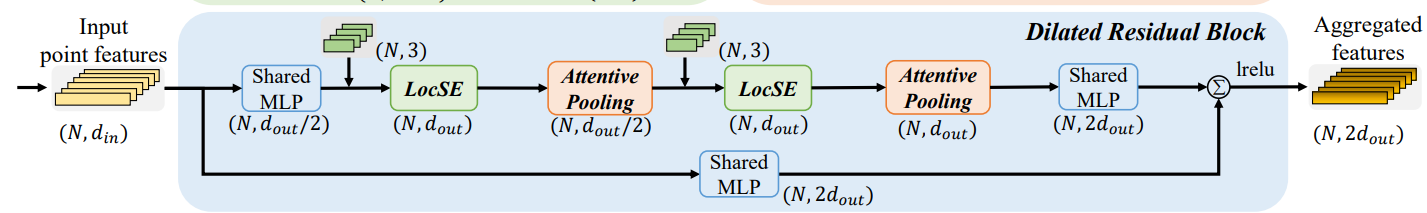 Input
point features
(N, d_in)
(N, 3)
Shared
MLP
(N, d_out/2)
LocSE
(N, d_out)
Attentive
Pooling
(N, d_out/2)
(N, 3)
LocSE
(N, d_out)
Attentive
Pooling
(N, d_out)
Shared
MLP
(N, 2d_out)
Dilated Residual Block
∑
lrelu
Shared
MLP
(N, 2d_out)
Aggregated
features
(N, 2d_out)